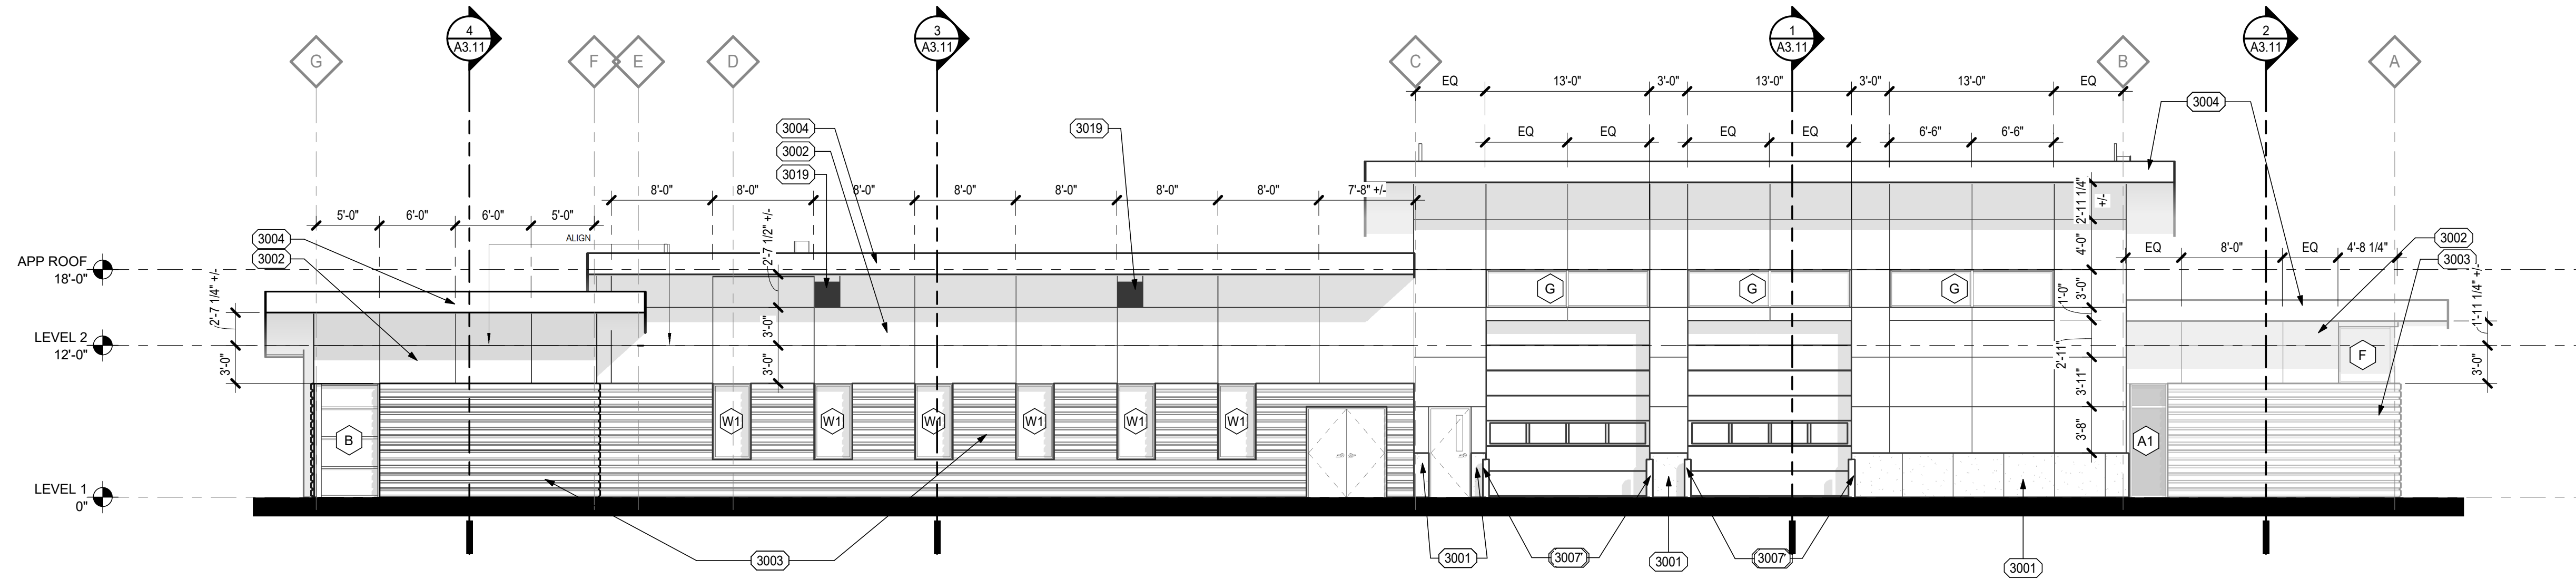 4
A3.11
3
A3.11
1
A3.11
2
A3.11
G
F
E
D
C
B
A
EQ
13'-0"
3'-0"
13'-0"
3'-0"
13'-0"
EQ
3004
3004
3019
EQ
EQ
EQ
EQ
6'-6"
6'-6"
3002
3019
8'-0"
8'-0"
8'-0"
8'-0"
8'-0"
8'-0"
8'-0"
7'-8" +/-
2'-11 1/4"
+/-
5'-0"
6'-0"
6'-0"
5'-0"
ALIGN
3004
3002
2'-7 1/2" +/-
4'-0"
EQ
8'-0"
EQ
4'-8 1/4"
3002
3003
APP ROOF
18'-0"
G
G
G
3'-0"
1'-0"
2'-7 1/4" +/-
1'-11 1/4" +/-
LEVEL 2
12'-0"
3'-0"
3'-0"
3'-0"
2'-11"
F
3'-0"
3'-11"
B
W1
W1
W1
W1
W1
W1
3'-8"
A1
LEVEL 1
0"
3003
3001
3007'
3001
3007'
3001